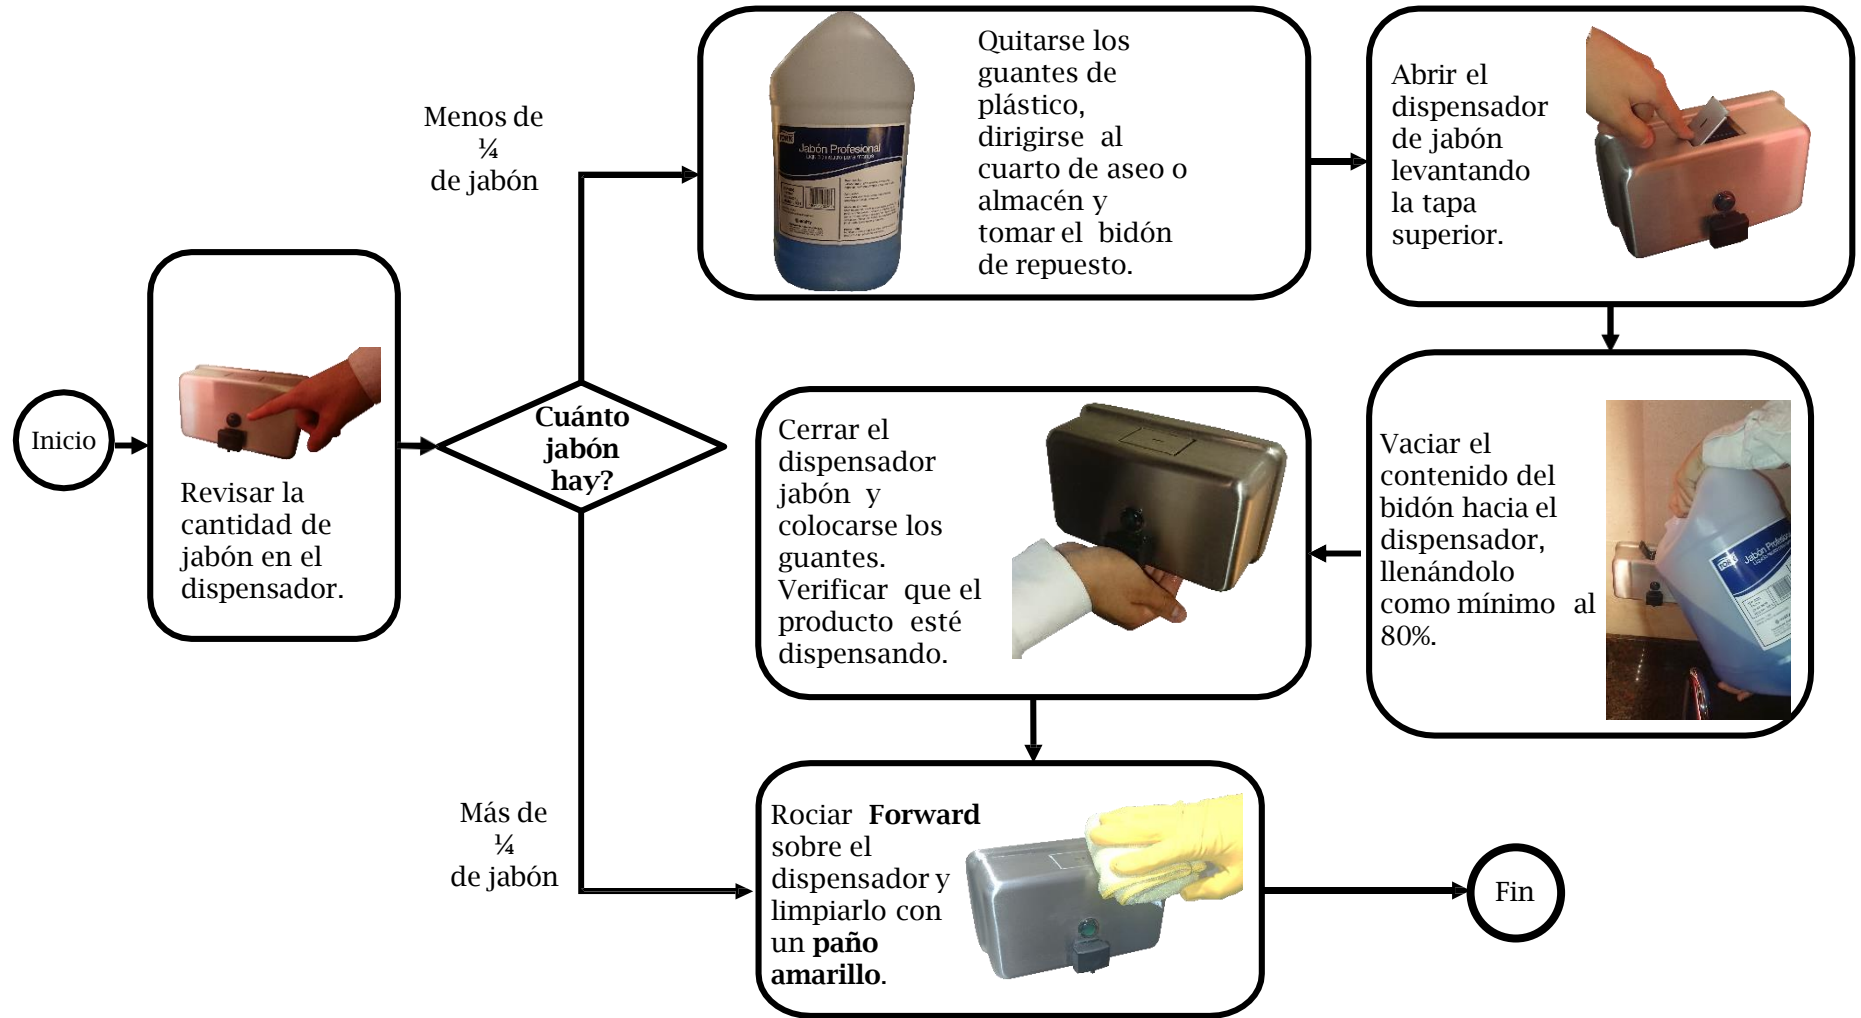 Inicio
Revisar la
cantidad de
jabón en el
dispensador.
Cuánto
jabón
hay?
Menos de
¼
de jabón
Jabón Profesional
Quitarse los
guantes de
plástico,
dirigirse al
cuarto de aseo o
almacén y
tomar el bidón
de repuesto.
Abrir el
dispensador
de jabón
levantando
la tapa
superior.
Vaciar el
contenido del
bidón hacia el
dispensador,
llenándolo
como mínimo al
80%.
Cerrar el
dispensador
jabón y
colocarse los
guantes.
Verificar que el
producto esté
dispensando.
Más de
¼
de jabón
Rociar Forward
sobre el
dispensador y
limpiarlo con
un paño
amarillo.
Fin